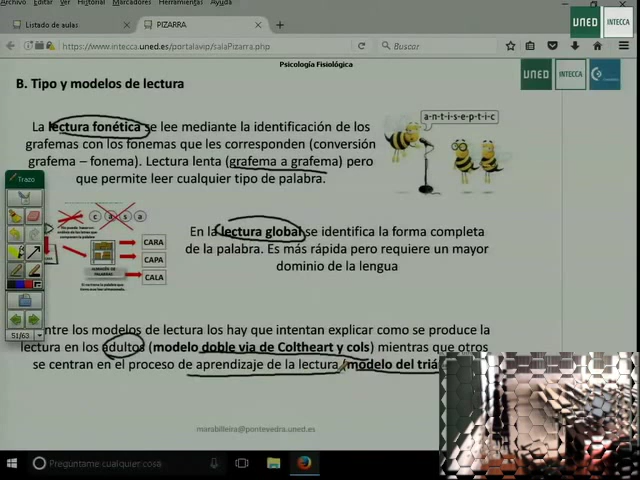 Archivo Editar Ver Historial Marcadores Herramientas Ayuda
Listado de aulas
PIZARRA
https://www.intecca.uned.es/portalavip/salaPizarra.php
Buscar
UNED
INTECCA
Psicología Fisiológica
UNED
INTECCA
B. Tipo y modelos de lectura
La lectura fonética se lee mediante la identificación de los
grafemas con los fonemas que les corresponden (conversión
grafema – fonema). Lectura lenta (grafema a grafema) pero
que permite leer cualquier tipo de palabra.
a-n-t-i-s-e-p-t-i-c
Trazo
c a s a
CARA
CAPA
CALA
ALMACÉN DE
PALABRAS
En la lectura global se identifica la forma completa
de la palabra. Es más rápida pero requiere un mayor
dominio de la lengua
51/63
Entre los modelos de lectura los hay que intentan explicar como se produce la
lectura en los adultos (modelo doble via de Coltheart y cols) mientras que otros
se centran en el proceso de aprendizaje de la lectura
modelo del
marabilleira@pontevedra.uned.es
Pregúntame cualquier cosa